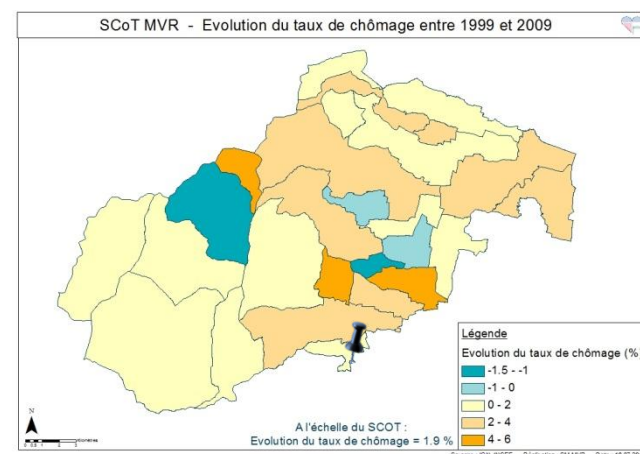 SCoT MVR - Evolution du taux de chômage entre 1999 et 2009
Légende
Evolution du taux de chômage (%)
-1.5 - -1
-1 - 0
0 - 2
2 - 4
4 - 6
N
A l'échelle du SCOT :
Evolution du taux de chômage = 1.9 %